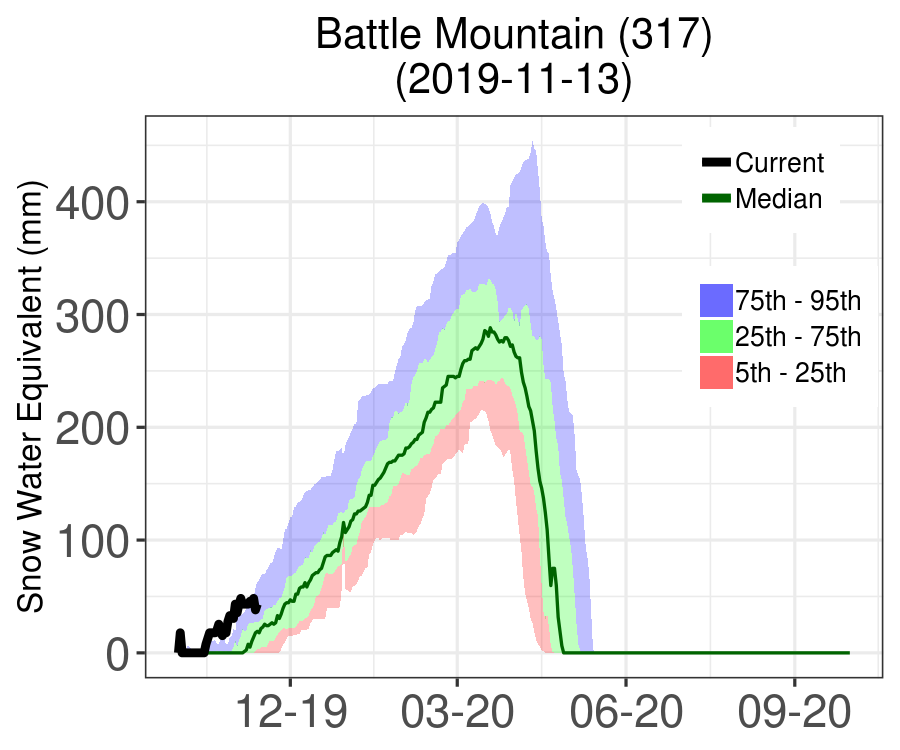 Battle Mountain (317)
(2019-11-13)
Snow Water Equivalent (mm)
400
300
200
100
0
Current
Median
75th - 95th
25th - 75th
5th - 25th
12-19 03-20 06-20 09-20